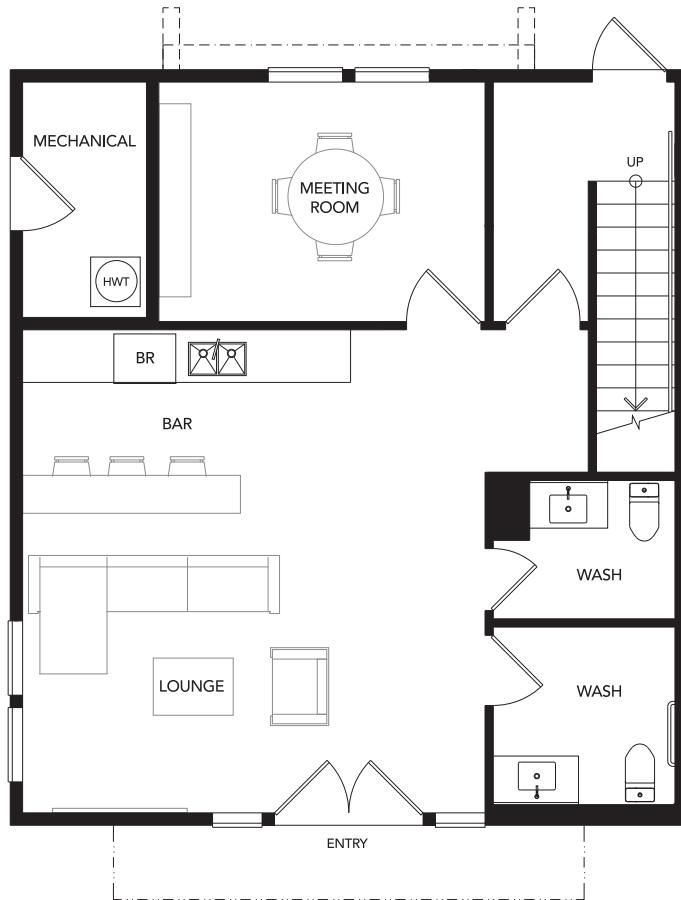 MECHANICAL
UP
MEETING
ROOM
HWT
BR
BAR
WASH
LOUNGE
WASH
ENTRY